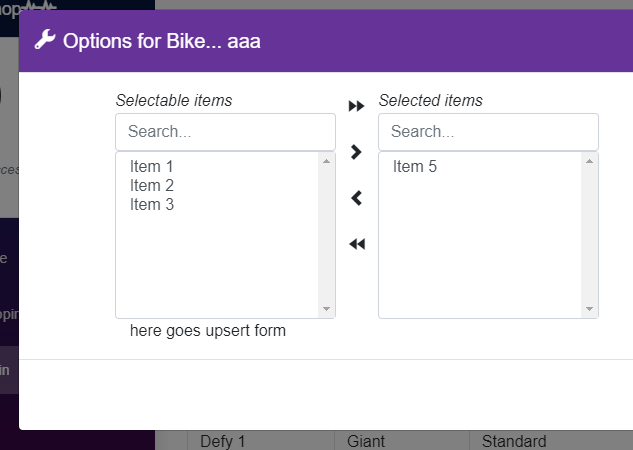 hop
Options for Bike... aaa
Selectable items
Selected items
Search...
Search...
Item 1
Item 2
Item 3
Item 5
here goes upsert form
Defy 1
Giant
Standard